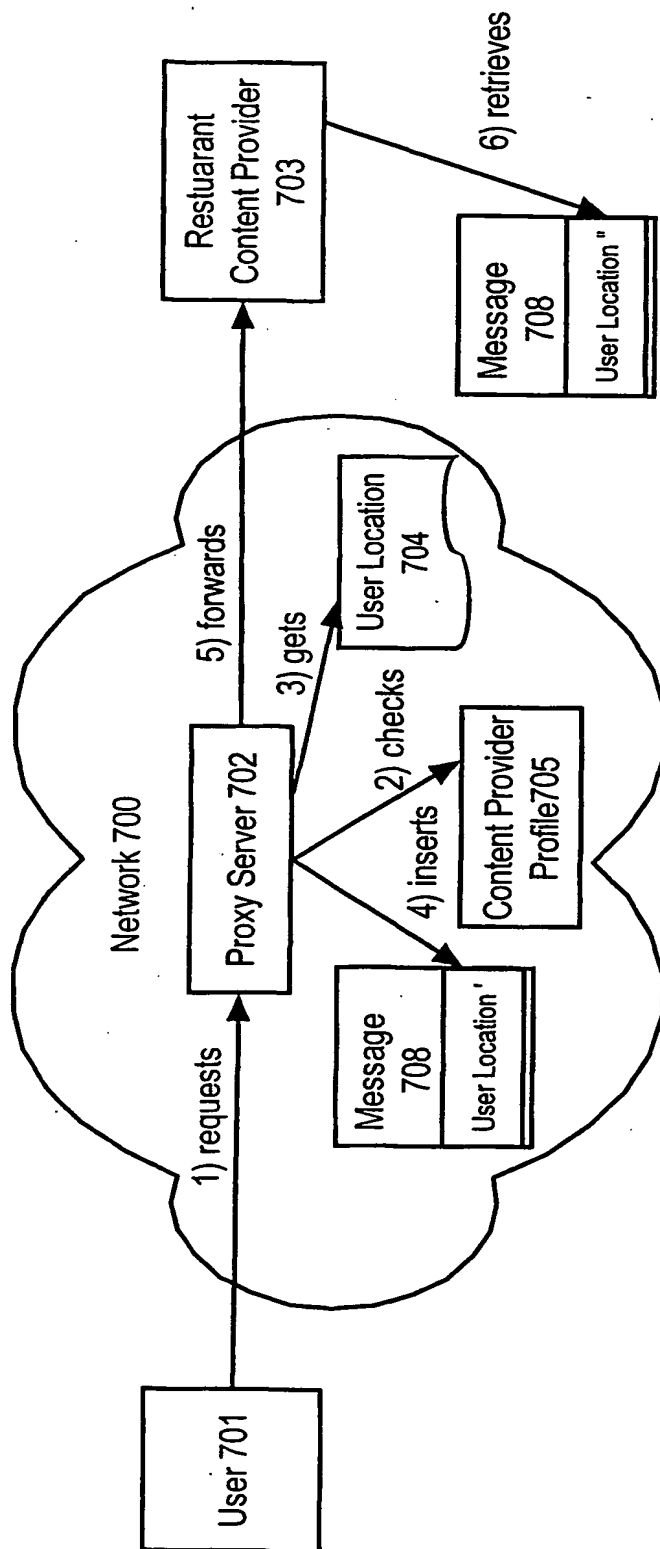 User 701
1) requests
Network 700
Proxy Server 702
5) forwards
Restuarant
Content Provider
703
3) gets
User Location
704
2) checks
Content Provider
Profile705
4) inserts
Message
708
User Location '
6) retrieves
Message
708
User Location "